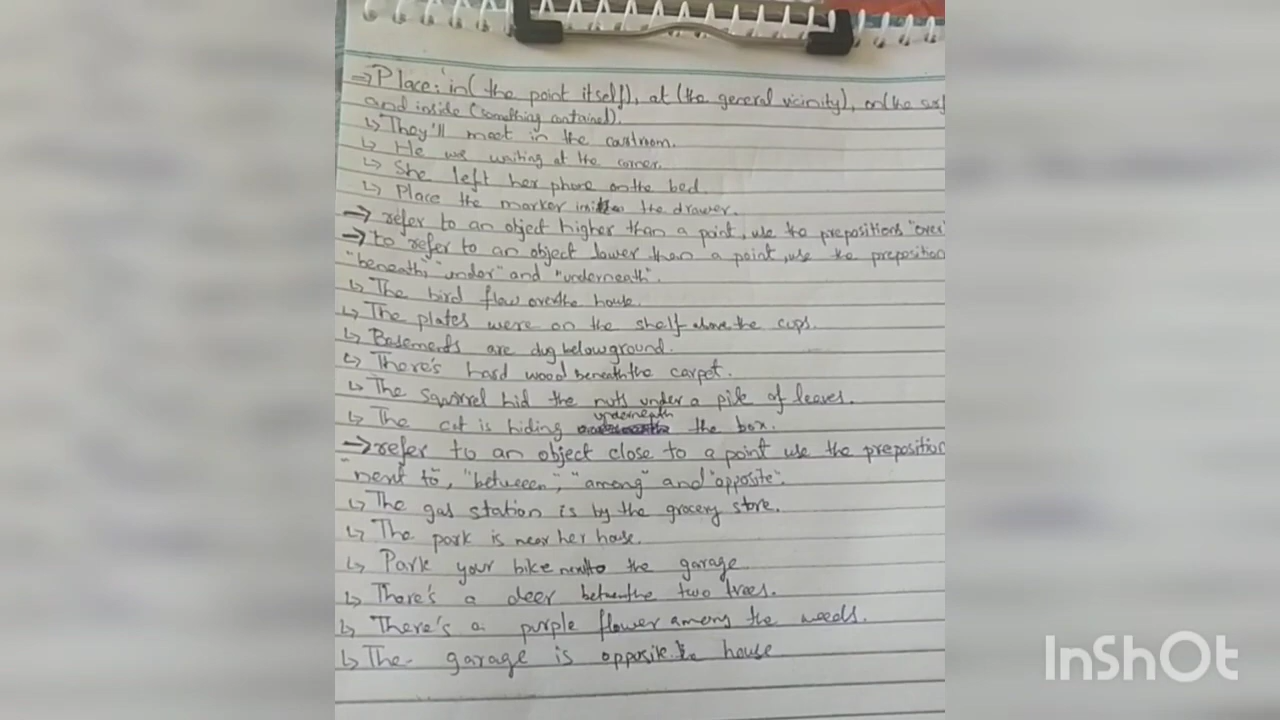 → Place: in( the point itself), at (the general vicinity), on(the sur
and inside (something contained).
↳ They'll meet in the
↳ He waiting at the corner.
↳ She left her phone on the bed.
↳ Place the marker the drawer.
→ refer to an object higher than a point, use the prepositions "over"
→ to refer to an object lower than a point, use the preposition
"beneath," "under" and "underneath".
↳ The bird flow over the house.
↳ The plates were on the shelf above the cups.
↳ Basements are dug below ground.
↳ There's hard wood beneath the carpet.
↳ The squirrel hid the nuts under a pile of leaves.
↳ The cat is hiding underneath the box.
→ refer to an object close to a point use the preposition
"next to", "between", "among" and "opposite".
↳ The gas station is by the grocery store.
↳ The park is near her house.
↳ Park your bike next to the garage
↳ There's a deer the two trees.
↳ There's a purple flower among the weeds.
↳ The garage is opposite house
InShOt